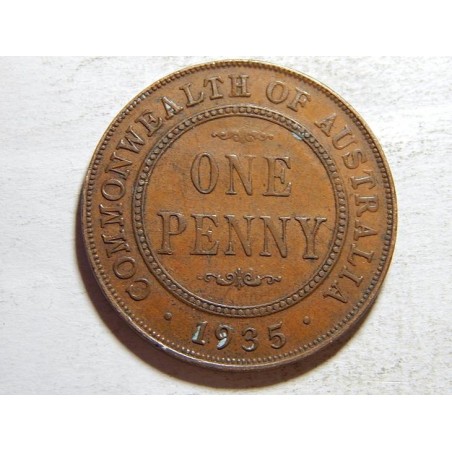 COMMONWEALTH OF AUSTRALIA
ONE
PENNY
· 1935 ·